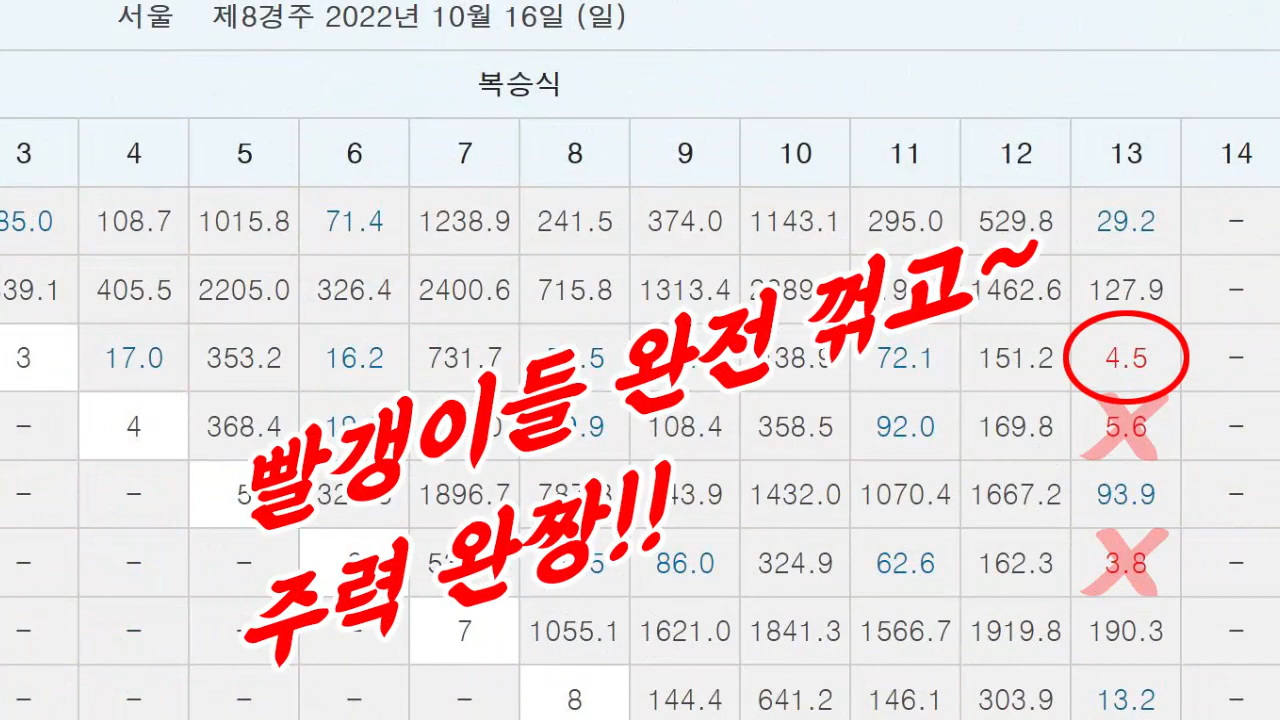 서울 제8경주 2022년 10월 16일 (일)
복승식
3 4 5 6 7 8 9 10 11 12 13 14
108.7 1015.8 71.4 1238.9 241.5 374.0 1143.1 295.0 529.8 29.2 -
405.5 2205.0 326.4 2400.6 715.8 1313.4 1462.6 127.9 -
3 17.0 353.2 16.2 731.7 72.1 151.2 4.5 -
- 4 368.4 108.4 358.5 92.0 169.8 5.6 -
- - 5 1896.7 1432.0 1070.4 1667.2 93.9 -
- - - 86.0 324.9 62.6 162.3 3.8 -
- - - - 7 1055.1 1621.0 1841.3 1566.7 1919.8 190.3 -
- - - - - 8 144.4 641.2 146.1 303.9 13.2 -
빨갱이들 완전 꺾고~
주력 완짱!!